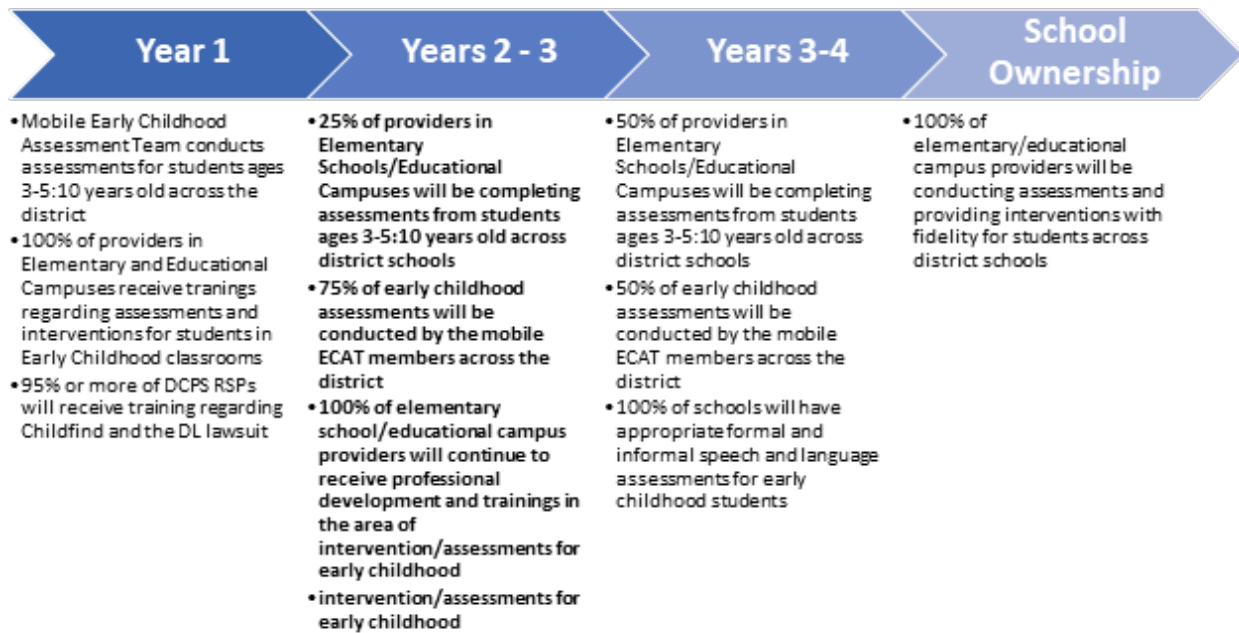 Year 1
Years 2 - 3
Years 3-4
School
Ownership
•Mobile Early Childhood
Assessment Team conducts
assessments for students ages
3-5:10 years old across the
district
•100% of providers in
Elementary and Educational
Campuses receive tranings
regarding assessments and
interventions for students in
Early Childhood classrooms
•95% or more of DCPS RSPs
will receive training regarding
Childfind and the DL lawsuit
•25% of providers in
Elementary
Schools/Educational
Campuses will be completing
assessments from students
ages 3-5:10 years old across
district schools
•75% of early childhood
assessments will be
conducted by the mobile
ECAT members across the
district
•100% of elementary
school/educational campus
providers will continue to
receive professional
development and trainings in
the area of
intervention/assessments for
early childhood
•intervention/assessments for
early childhood
•50% of providers in
Elementary
Schools/Educational
Campuses will be completing
assessments from students
ages 3-5:10 years old across
district schools
•50% of early childhood
assessments will be
conducted by the mobile
ECAT members across the
district
•100% of schools will have
appropriate formal and
informal speech and language
assessments for early
childhood students
•100% of
elementary/educational
campus providers will be
conducting assessments and
providing interventions with
fidelity for students across
district schools